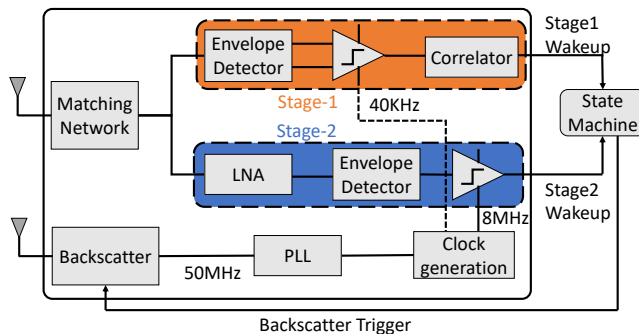 Stage1
Wakeup
Envelope
Detector
Correlator
Matching
Network
Stage-1
40KHz
State
Machine
Stage-2
LNA
Envelope
Detector
Stage2
Wakeup
8MHz
Backscatter
50MHz
PLL
Clock
generation
Backscatter Trigger